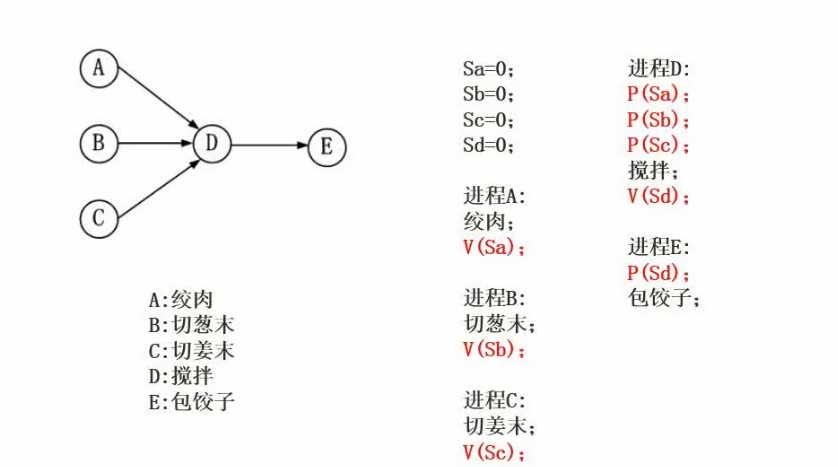 A
B
C
D
E
A:绞肉
B:切葱末
C:切姜末
D:搅拌
E:包饺子
Sa=0;
Sb=0;
Sc=0;
Sd=0;
进程A:
绞肉;
V(Sa);
进程B:
切葱末;
V(Sb);
进程C:
切姜末;
V(Sc);
进程D:
P(Sa);
P(Sb);
P(Sc);
搅拌;
V(Sd);
进程E:
P(Sd);
包饺子;